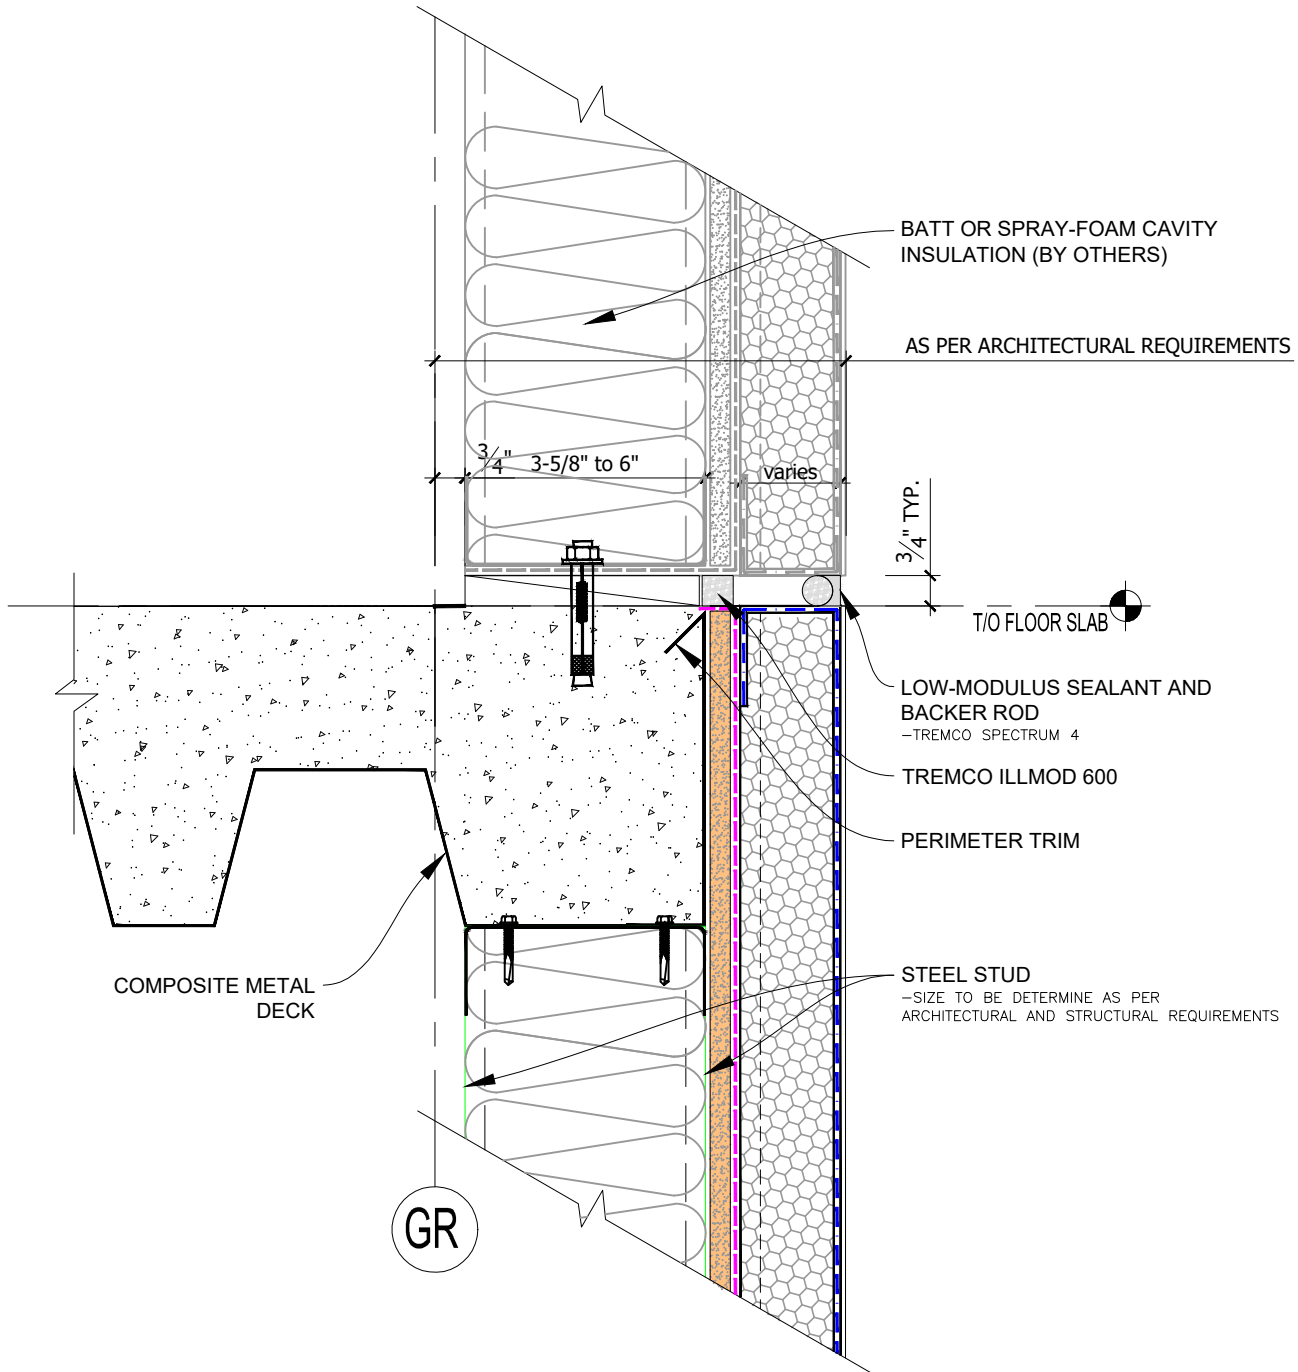 BATT OR SPRAY-FOAM CAVITY
INSULATION (BY OTHERS)
AS PER ARCHITECTURAL REQUIREMENTS
3/4" 3-5/8" to 6" varies
3/4" TYP.
T/O FLOOR SLAB
LOW-MODULUS SEALANT AND
BACKER ROD
-TREMCO SPECTRUM 4
TREMCO ILLMOD 600
PERIMETER TRIM
COMPOSITE METAL
DECK
STEEL STUD
-SIZE TO BE DETERMINE AS PER
ARCHITECTURAL AND STRUCTURAL REQUIREMENTS
GR